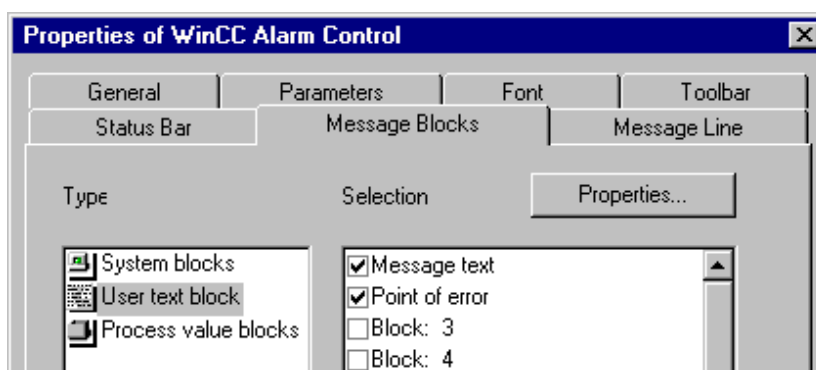 Properties of WinCC Alarm Control
General Parameters Font Toolbar
Status Bar Message Blocks Message Line
Type Selection Properties...
System blocks Message text
User text block Point of error
Process value blocks Block: 3
Block: 4